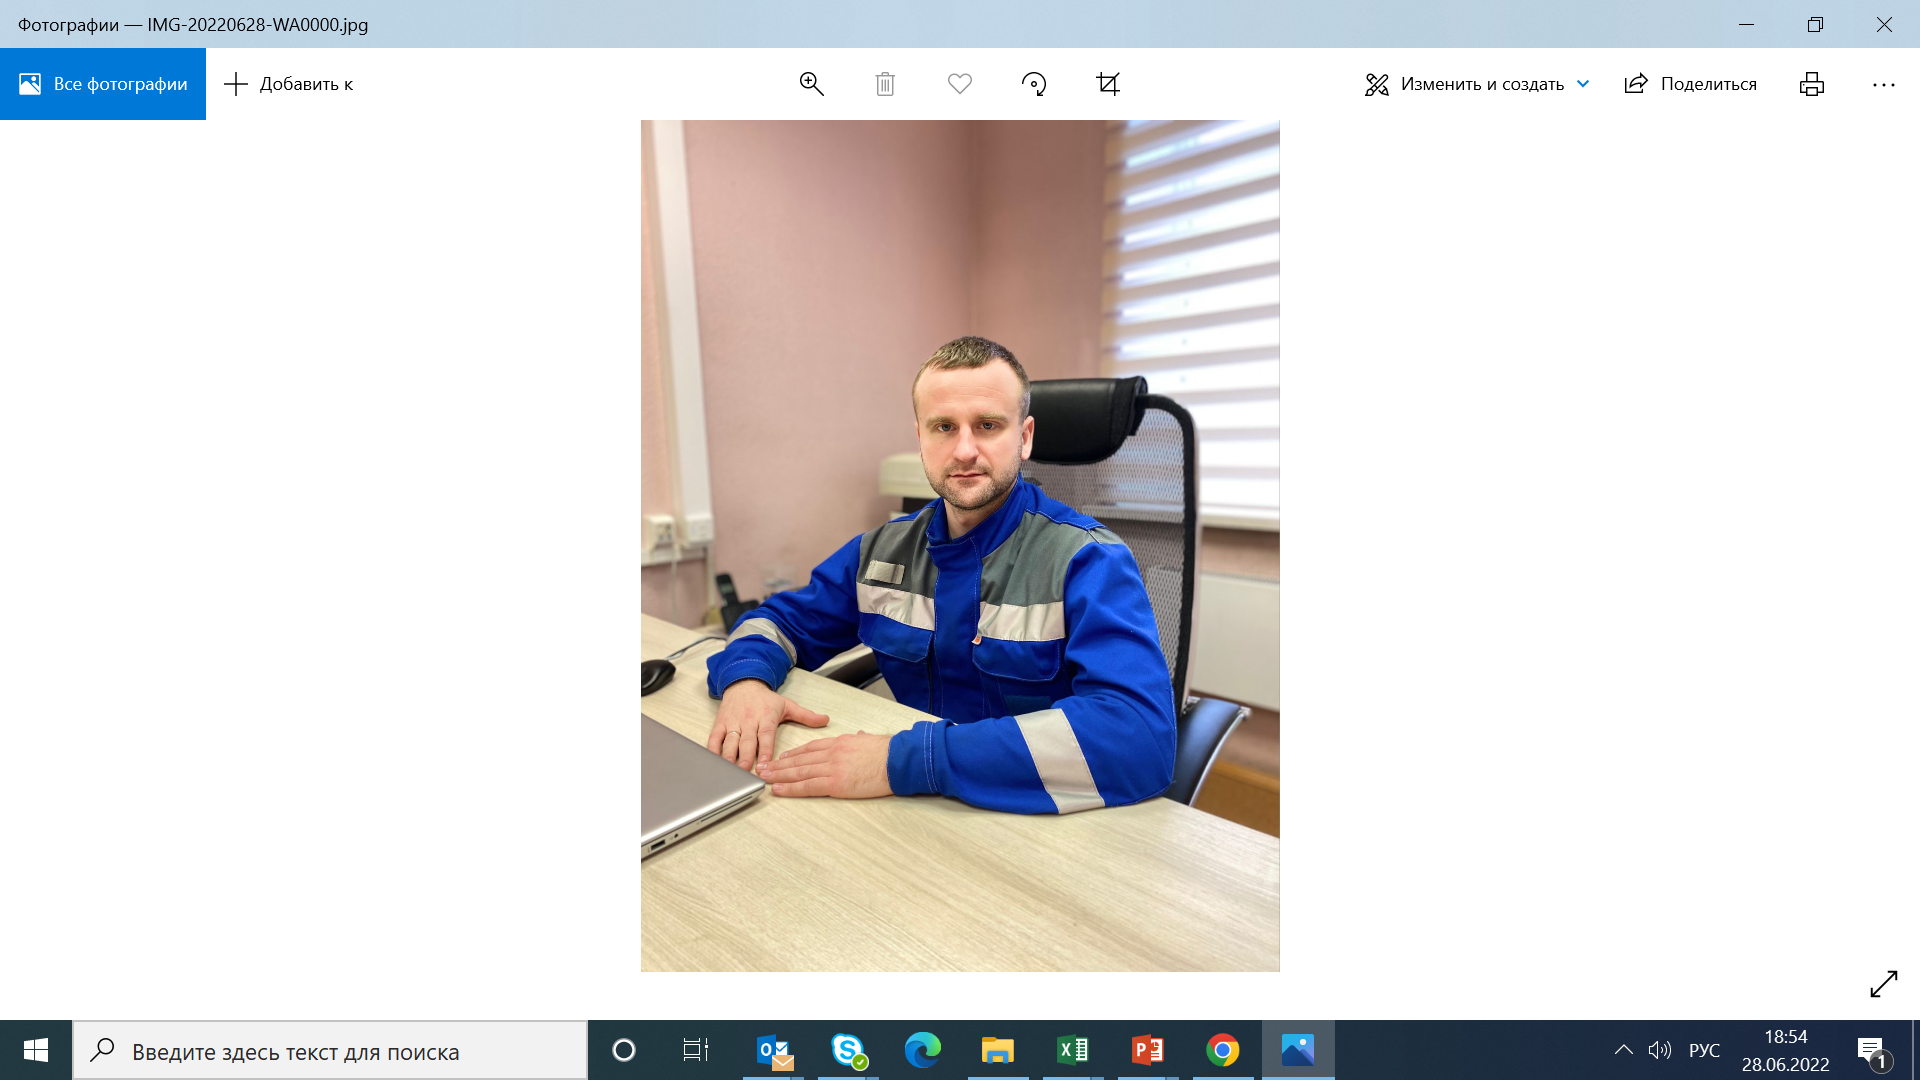 Фотографии — IMG-20220628-WA0000.jpg
Все фотографии
Добавить к
Изменить и создать
Поделиться
Введите здесь текст для поиска
РУС
18:54
28.06.2022
1